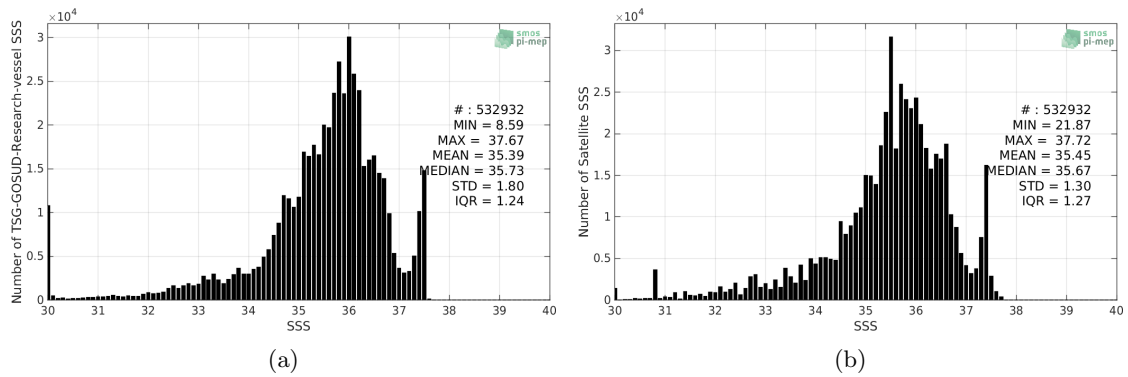 ×10⁴
3
2.5
2
1.5
1
0.5
0
30 31 32 33 34 35 36 37 38 39 40
SSS
Number of TSG-GOSUD-Research-vessel SSS
smos
pi-mep
# : 532932
MIN = 8.59
MAX = 37.67
MEAN = 35.39
MEDIAN = 35.73
STD = 1.80
IQR = 1.24
(a)
×10⁴
3
2.5
2
1.5
1
0.5
0
30 31 32 33 34 35 36 37 38 39 40
SSS
Number of Satellite SSS
smos
pi-mep
# : 532932
MIN = 21.87
MAX = 37.72
MEAN = 35.45
MEDIAN = 35.67
STD = 1.30
IQR = 1.27
(b)